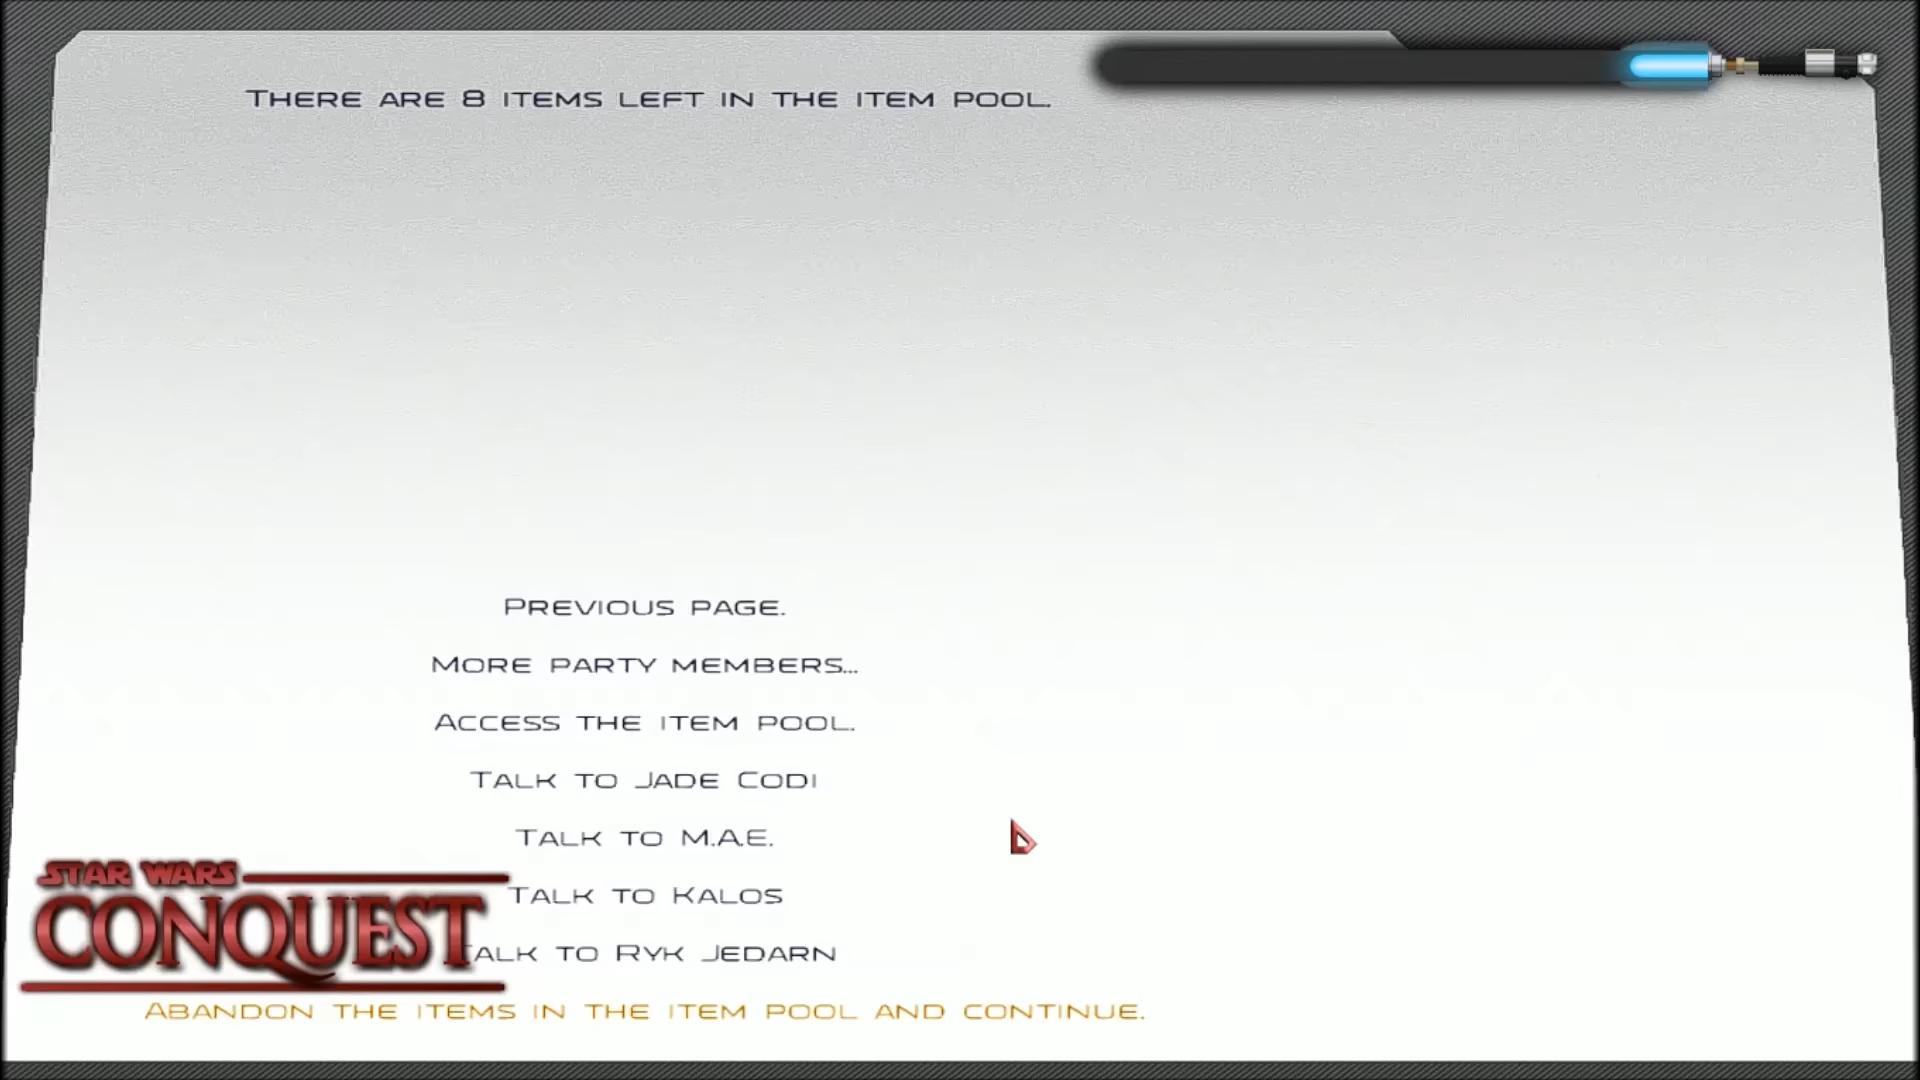 There are 8 items left in the item pool.
Previous page.
More party members...
Access the item pool.
Talk to Jade Codi
Talk to M.A.E.
Talk to Kalos
Talk to Ryk Jedarn
Abandon the items in the item pool and continue.
STAR WARS
CONQUEST